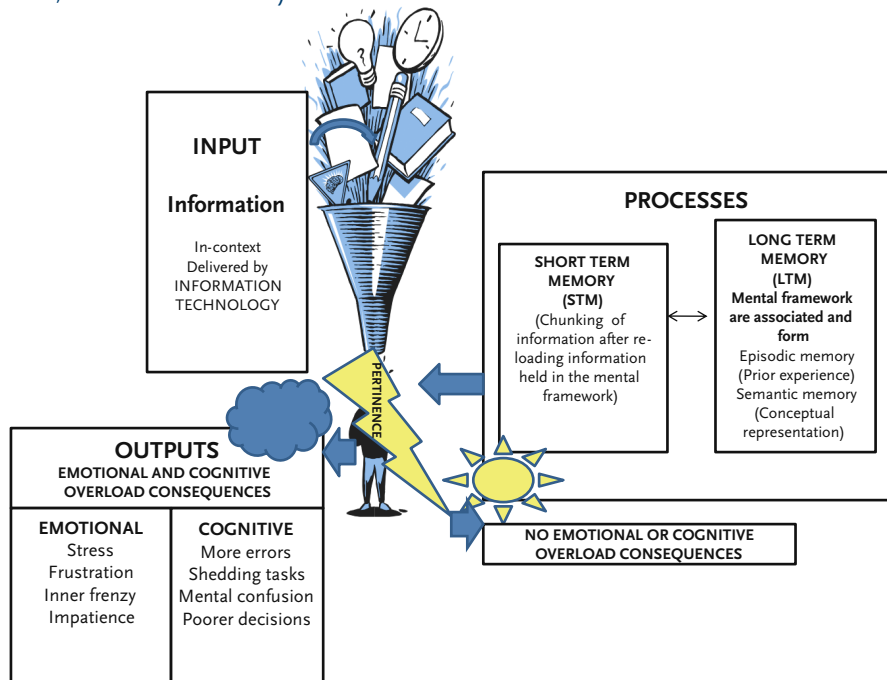 INPUT
Information
In-context
Delivered by
INFORMATION
TECHNOLOGY
?
PROCESSES
SHORT TERM
MEMORY
(STM)
(Chunking of
information after re-
loading information
held in the mental
framework)
LONG TERM
MEMORY
(LTM)
Mental framework
are associated and
form
Episodic memory
(Prior experience)
Semantic memory
(Conceptual
representation)
PERTINENCE
OUTPUTS
EMOTIONAL AND COGNITIVE
OVERLOAD CONSEQUENCES
EMOTIONAL
Stress
Frustration
Inner frenzy
Impatience
COGNITIVE
More errors
Shedding tasks
Mental confusion
Poorer decisions
NO EMOTIONAL OR COGNITIVE
OVERLOAD CONSEQUENCES